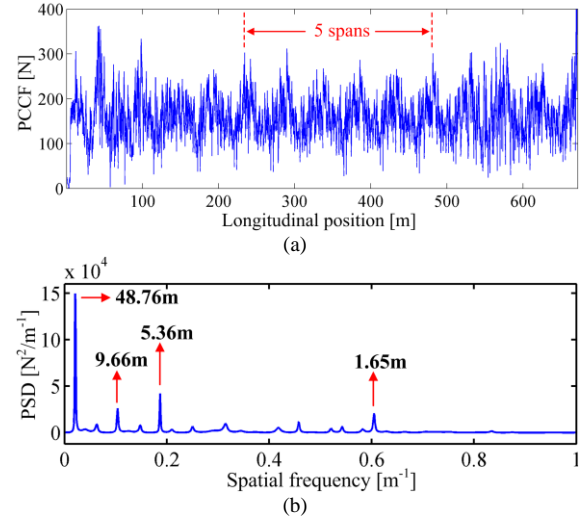 400
300
200
100
0
PCCF [N]
5 spans
100 200 300 400 500 600
Longitudinal position [m]
(a)
x 10⁴
15
10
5
0
PSD [N²/m⁻¹]
48.76m
5.36m
9.66m
1.65m
0 0.2 0.4 0.6 0.8 1
Spatial frequency [m⁻¹]
(b)